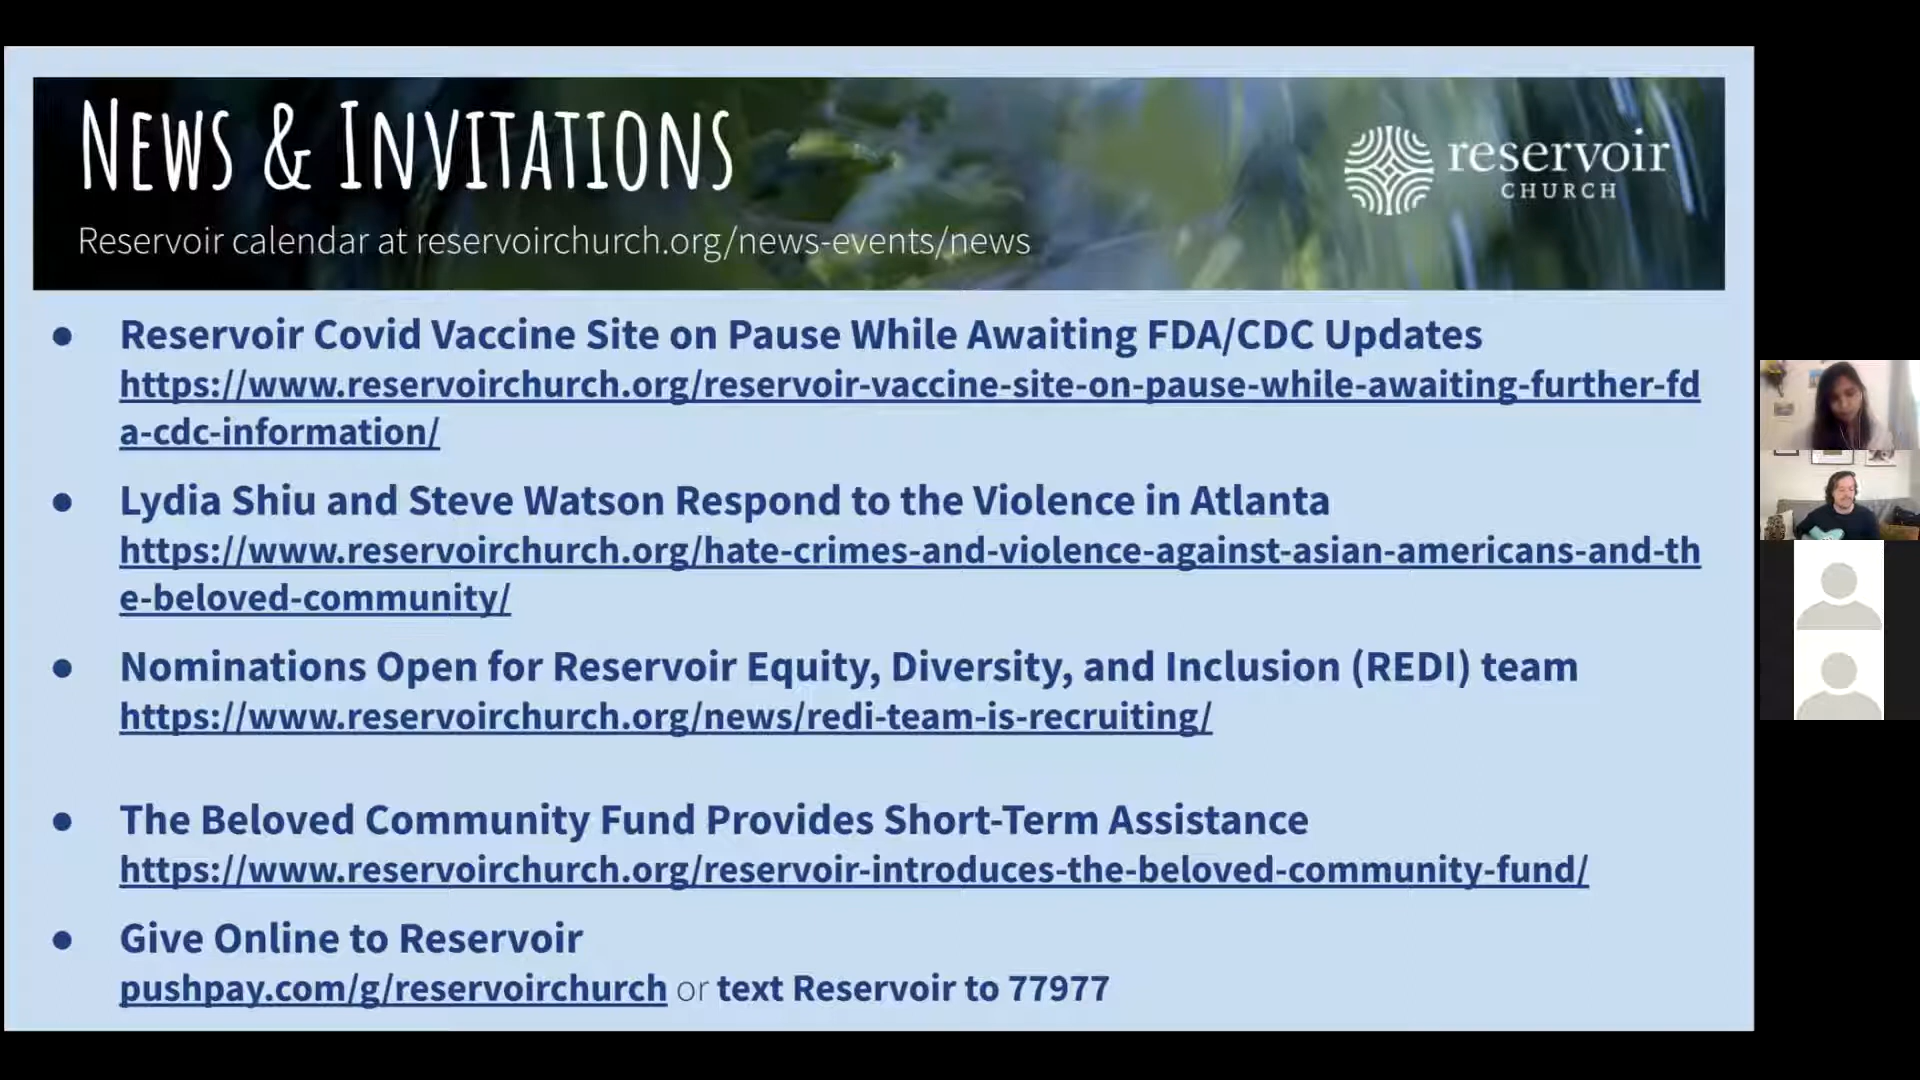 News & Invitations
reservoir
CHURCH
Reservoir calendar at reservoirchurch.org/news-events/news
● Reservoir Covid Vaccine Site on Pause While Awaiting FDA/CDC Updates
https://www.reservoirchurch.org/reservoir-vaccine-site-on-pause-while-awaiting-further-fd
a-cdc-information/
● Lydia Shiu and Steve Watson Respond to the Violence in Atlanta
https://www.reservoirchurch.org/hate-crimes-and-violence-against-asian-americans-and-th
e-beloved-community/
● Nominations Open for Reservoir Equity, Diversity, and Inclusion (REDI) team
https://www.reservoirchurch.org/news/redi-team-is-recruiting/
● The Beloved Community Fund Provides Short-Term Assistance
https://www.reservoirchurch.org/reservoir-introduces-the-beloved-community-fund/
● Give Online to Reservoir
pushpay.com/g/reservoirchurch or text Reservoir to 77977